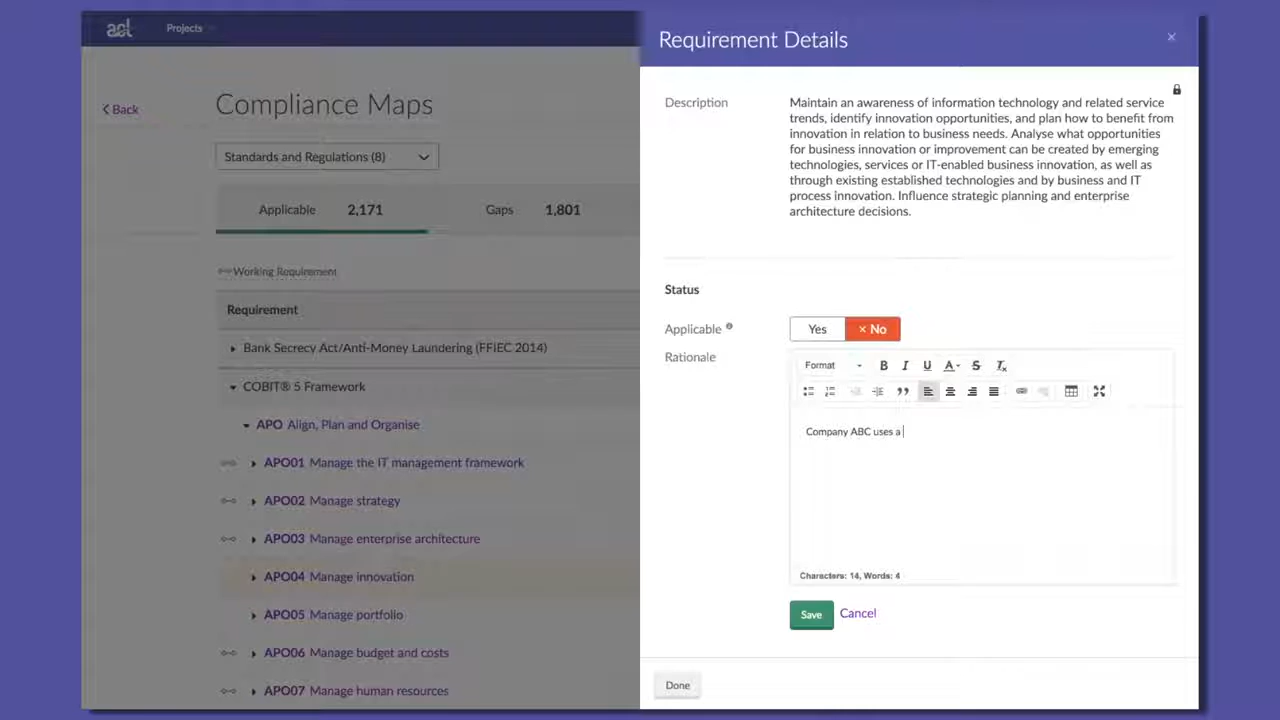 acl
Projects
Requirement Details
×
Back
Compliance Maps
Standards and Regulations (8)
Applicable 2,171 Gaps 1,801
Working Requirement
Requirement
Bank Secrecy Act/Anti-Money Laundering (FFIEC 2014)
COBIT® 5 Framework
APO Align, Plan and Organise
APO01 Manage the IT management framework
APO02 Manage strategy
APO03 Manage enterprise architecture
APO04 Manage innovation
APO05 Manage portfolio
APO06 Manage budget and costs
APO07 Manage human resources
Description
Maintain an awareness of information technology and related service
trends, identify innovation opportunities, and plan how to benefit from
innovation in relation to business needs. Analyse what opportunities
for business innovation or improvement can be created by emerging
technologies, services or IT-enabled business innovation, as well as
through existing established technologies and by business and IT
process innovation. Influence strategic planning and enterprise
architecture decisions.
Status
Applicable Yes × No
Rationale
Format B I U A S Tx
Company ABC uses a
Characters: 14, Words: 4
Save Cancel
Done